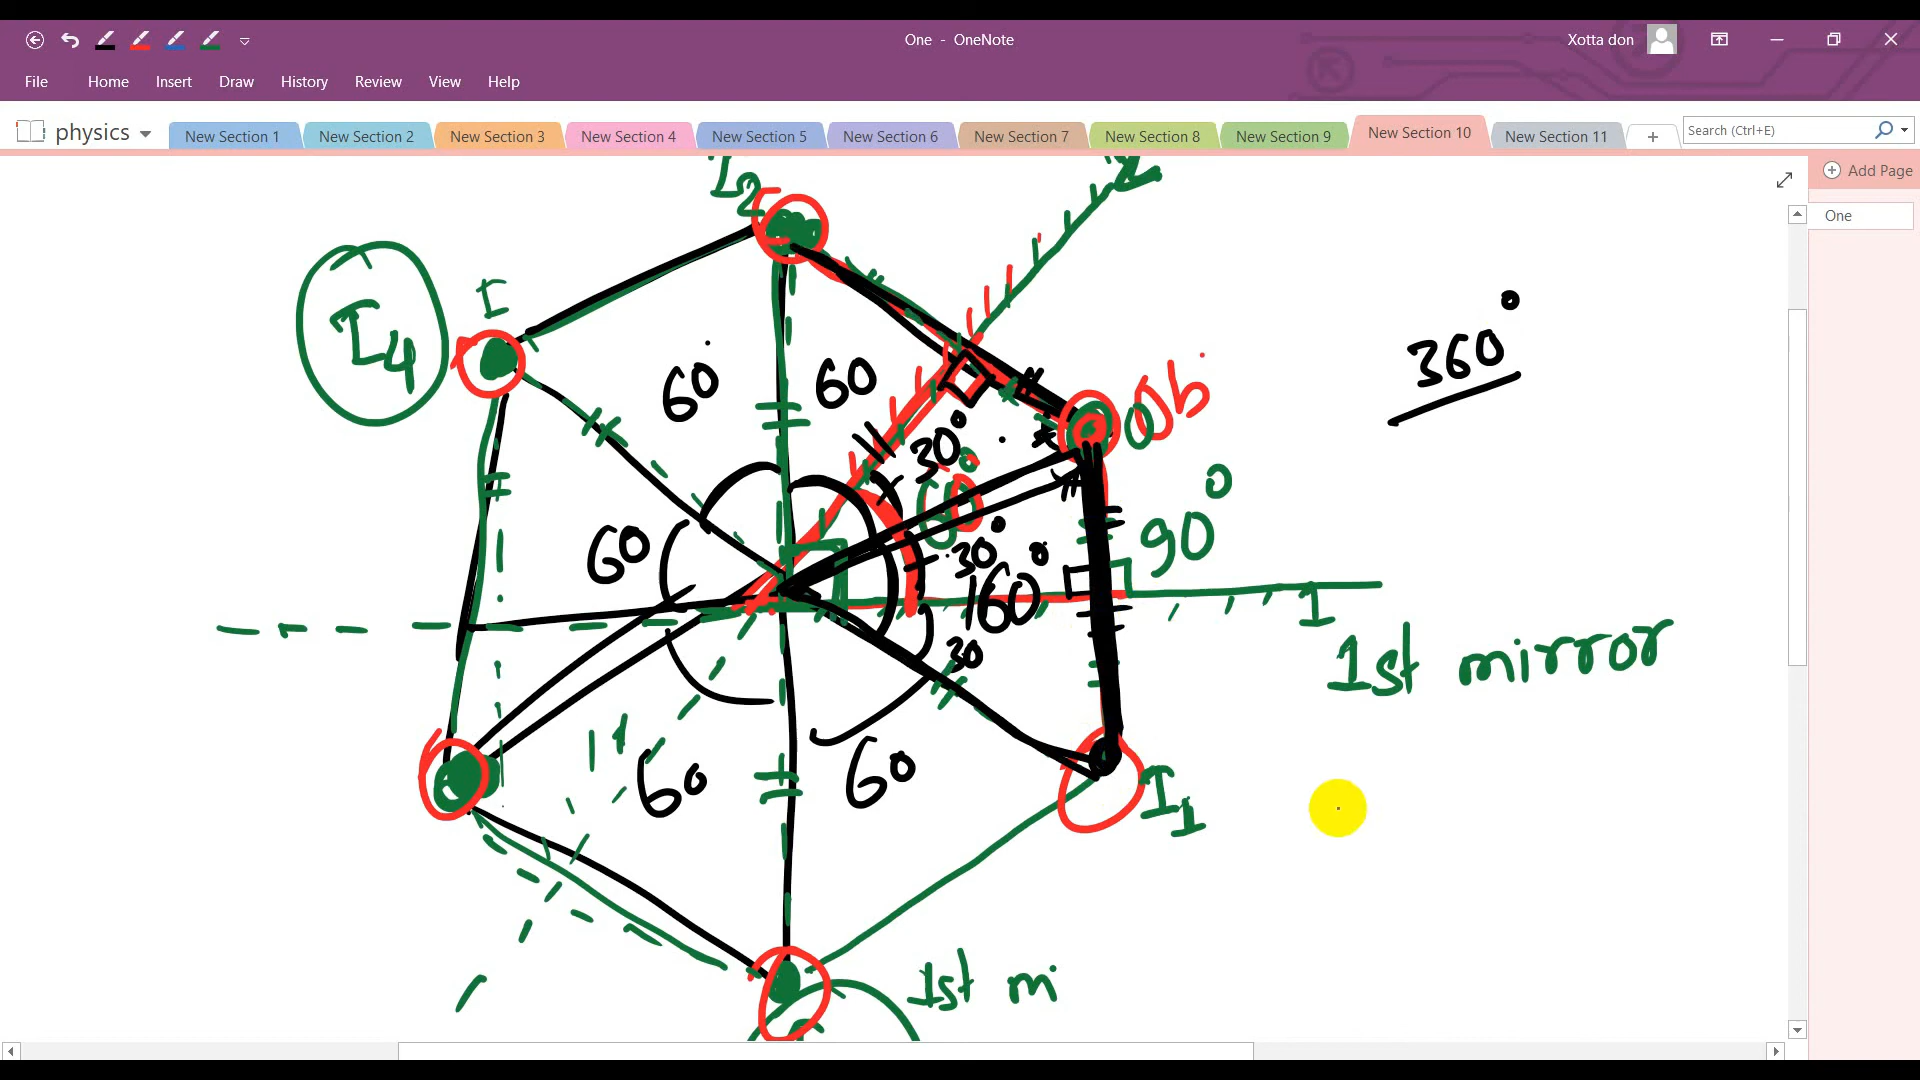 One - OneNote
Xotta don
File Home Insert Draw History Review View Help
physics
New Section 1 New Section 2 New Section 3 New Section 4 New Section 5 New Section 6 New Section 7 New Section 8 New Section 9 New Section 10 New Section 11
Search (Ctrl+E)
Add Page
One
I2
I
I4
360°
60
60
Ob
30°
60
90°
60
30°
160°
I
30
1st mirror
60
60
I1
1st mi